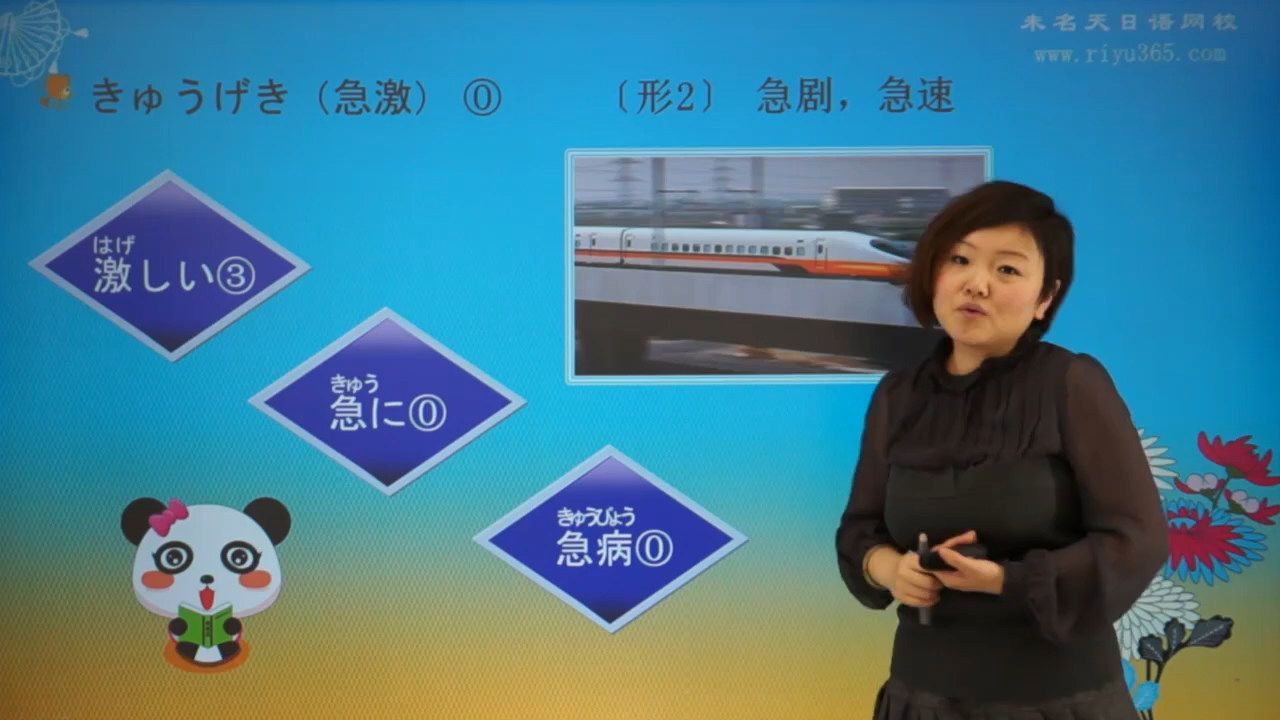 未名天日语网校
www.riyu365.com
きゅうげき（急激）⓪ 〔形2〕 急剧，急速
はげ
激しい③
きゅう
急に⓪
きゅうびょう
急病⓪